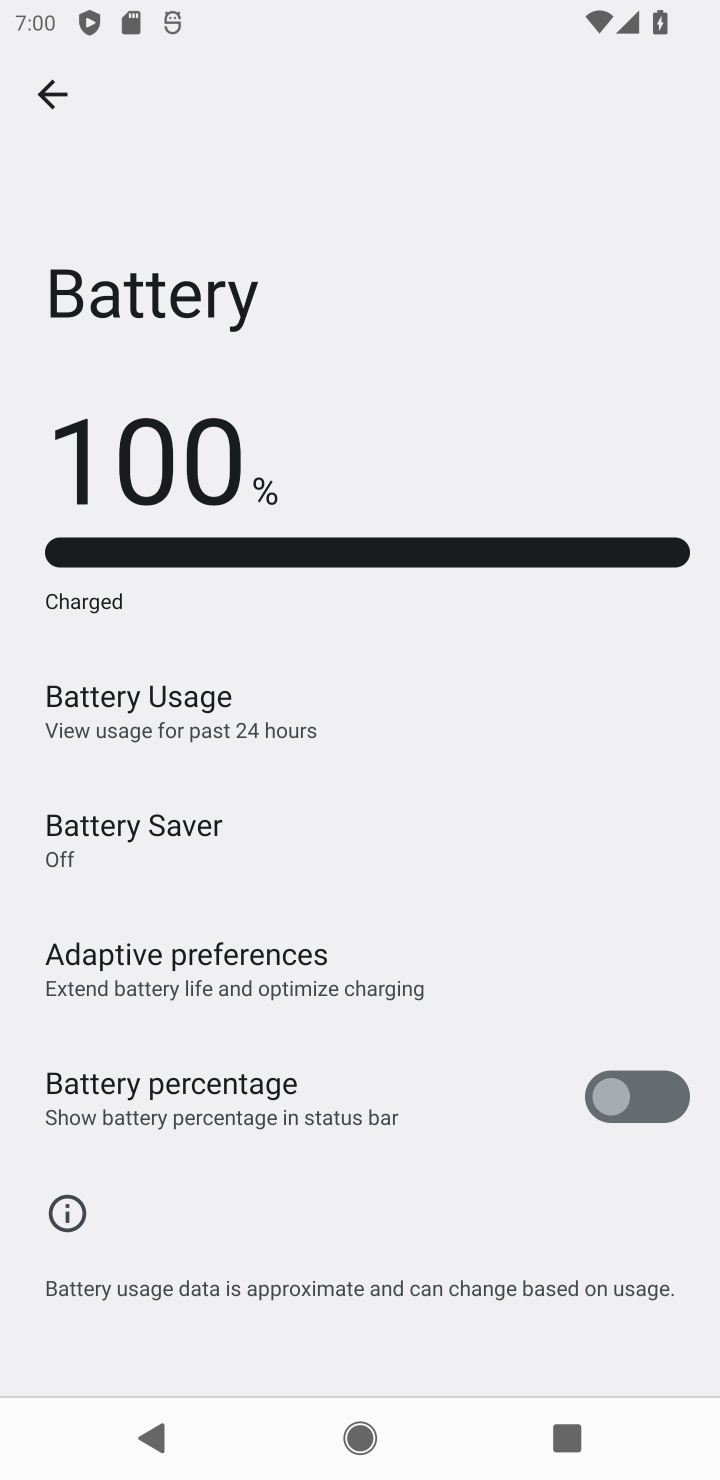 7:00
Battery
100%
Charged
Battery Usage
View usage for past 24 hours
Battery Saver
Off
Adaptive preferences
Extend battery life and optimize charging
Battery percentage
Show battery percentage in status bar
Battery usage data is approximate and can change based on usage.